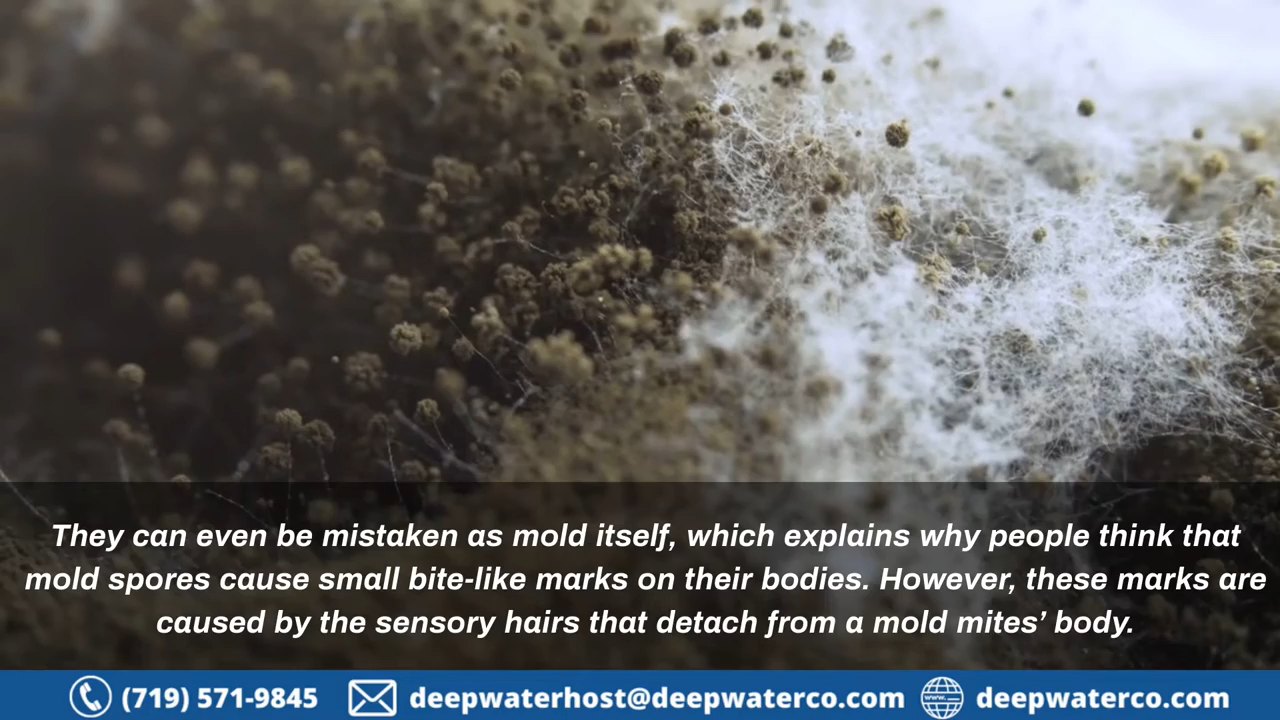 They can even be mistaken as mold itself, which explains why people think that
mold spores cause small bite-like marks on their bodies. However, these marks are
caused by the sensory hairs that detach from a mold mites’ body.
(719) 571-9845 deepwaterhost@deepwaterco.com www. deepwaterco.com